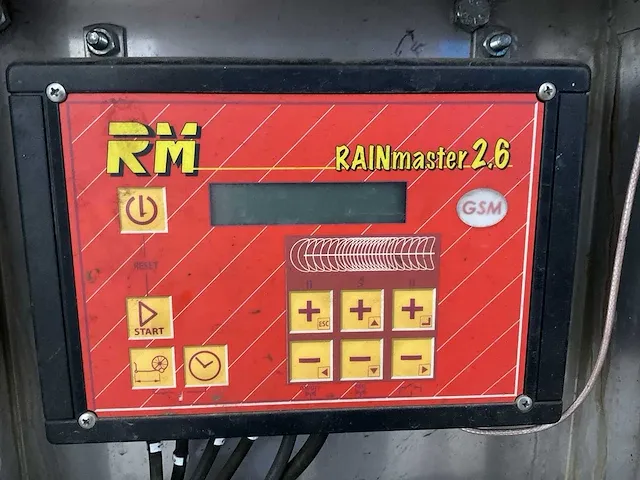 RM
RAINmaster 2.6
GSM
RESET
START
ESC